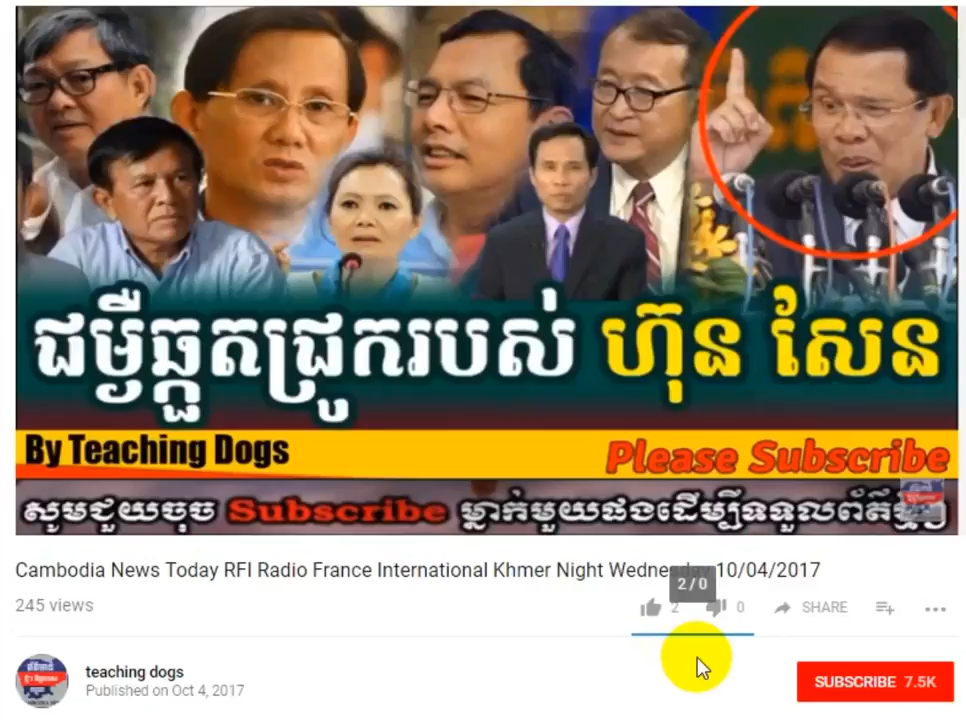 ជម្ងឺឆ្កួតជ្រូករបស់ ហ៊ុន សែន
By Teaching Dogs
Please Subscribe
សូមជួយចុច Subscribe ម្នាក់មួយផងដើម្បីទទួលព័ត៌
Cambodia News Today RFI Radio France International Khmer Night Wednesday 10/04/2017
2/0
245 views
2 0 SHARE
teaching dogs
Published on Oct 4, 2017
SUBSCRIBE 7.5K